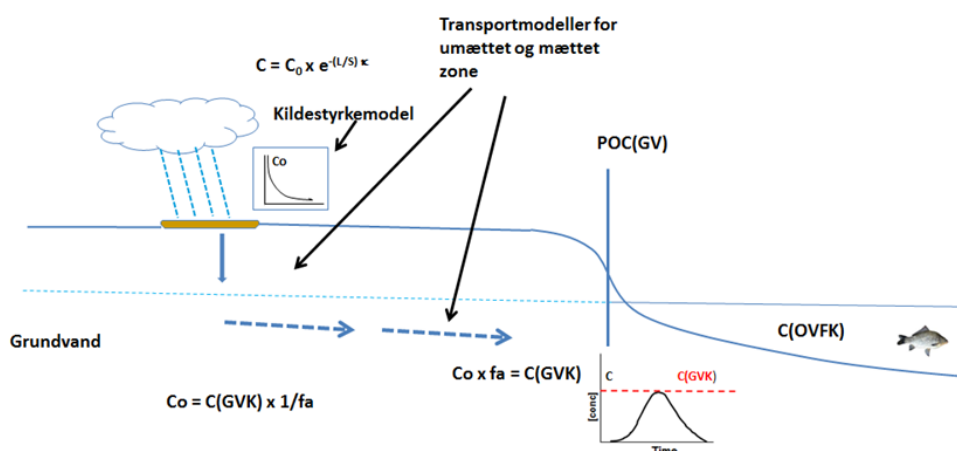 Transportmodeller for
umættet og mættet
zone
C = C₀ x e⁻⁽ᴸ/ˢ⁾ ᵏ
Kildestyrkemodel
Co
POC(GV)
C(OVFK)
Grundvand
Co x fa = C(GVK)
Co = C(GVK) x 1/fa
C
C(GVK)
[conc]
Time